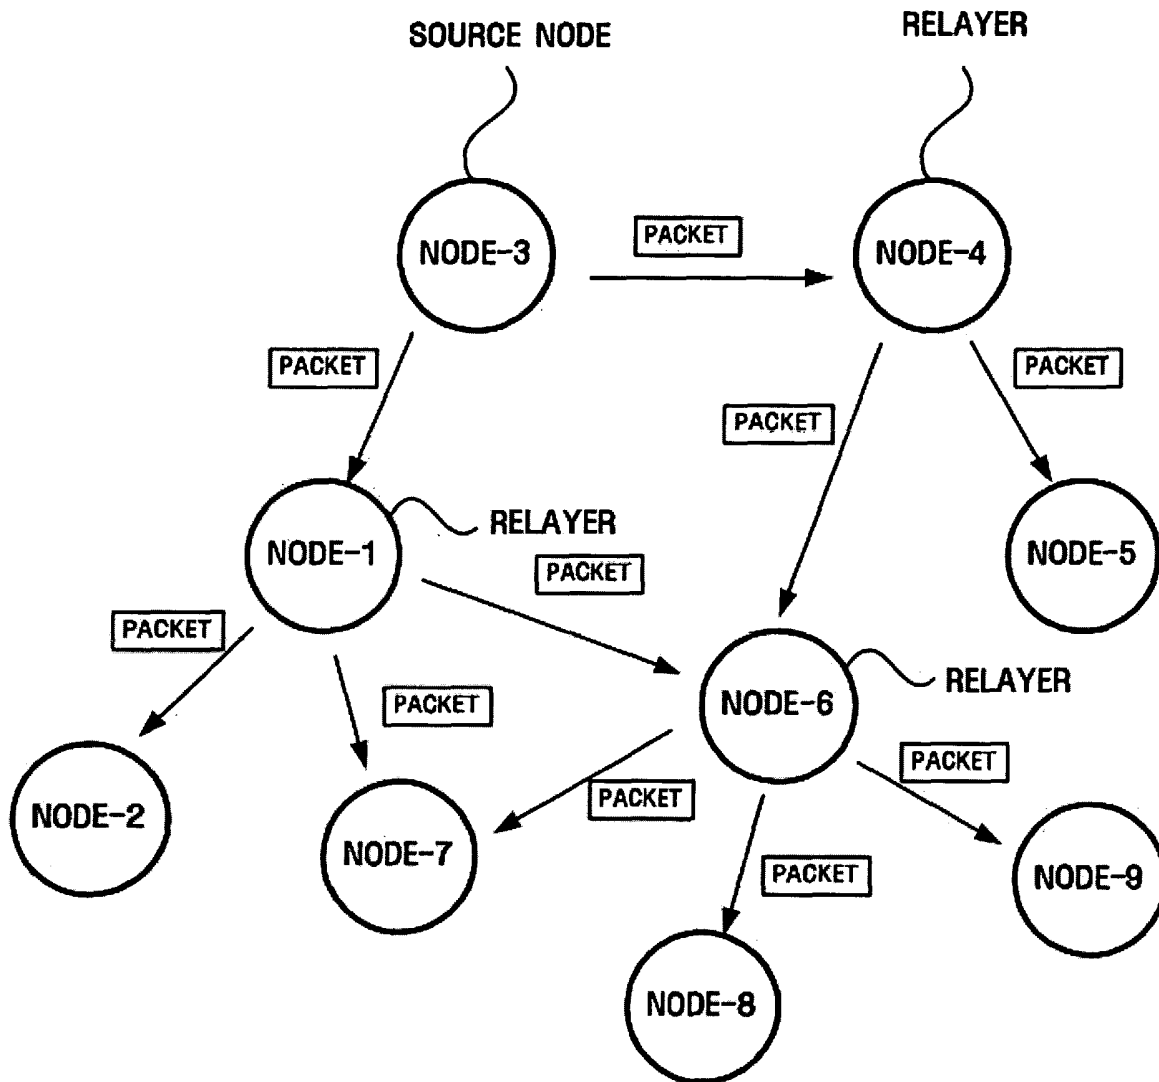 SOURCE NODE
RELAYER
NODE-3
PACKET
NODE-4
PACKET
PACKET
PACKET
NODE-1
RELAYER
PACKET
NODE-5
PACKET
NODE-6
RELAYER
PACKET
NODE-2
PACKET
PACKET
NODE-7
PACKET
NODE-9
NODE-8